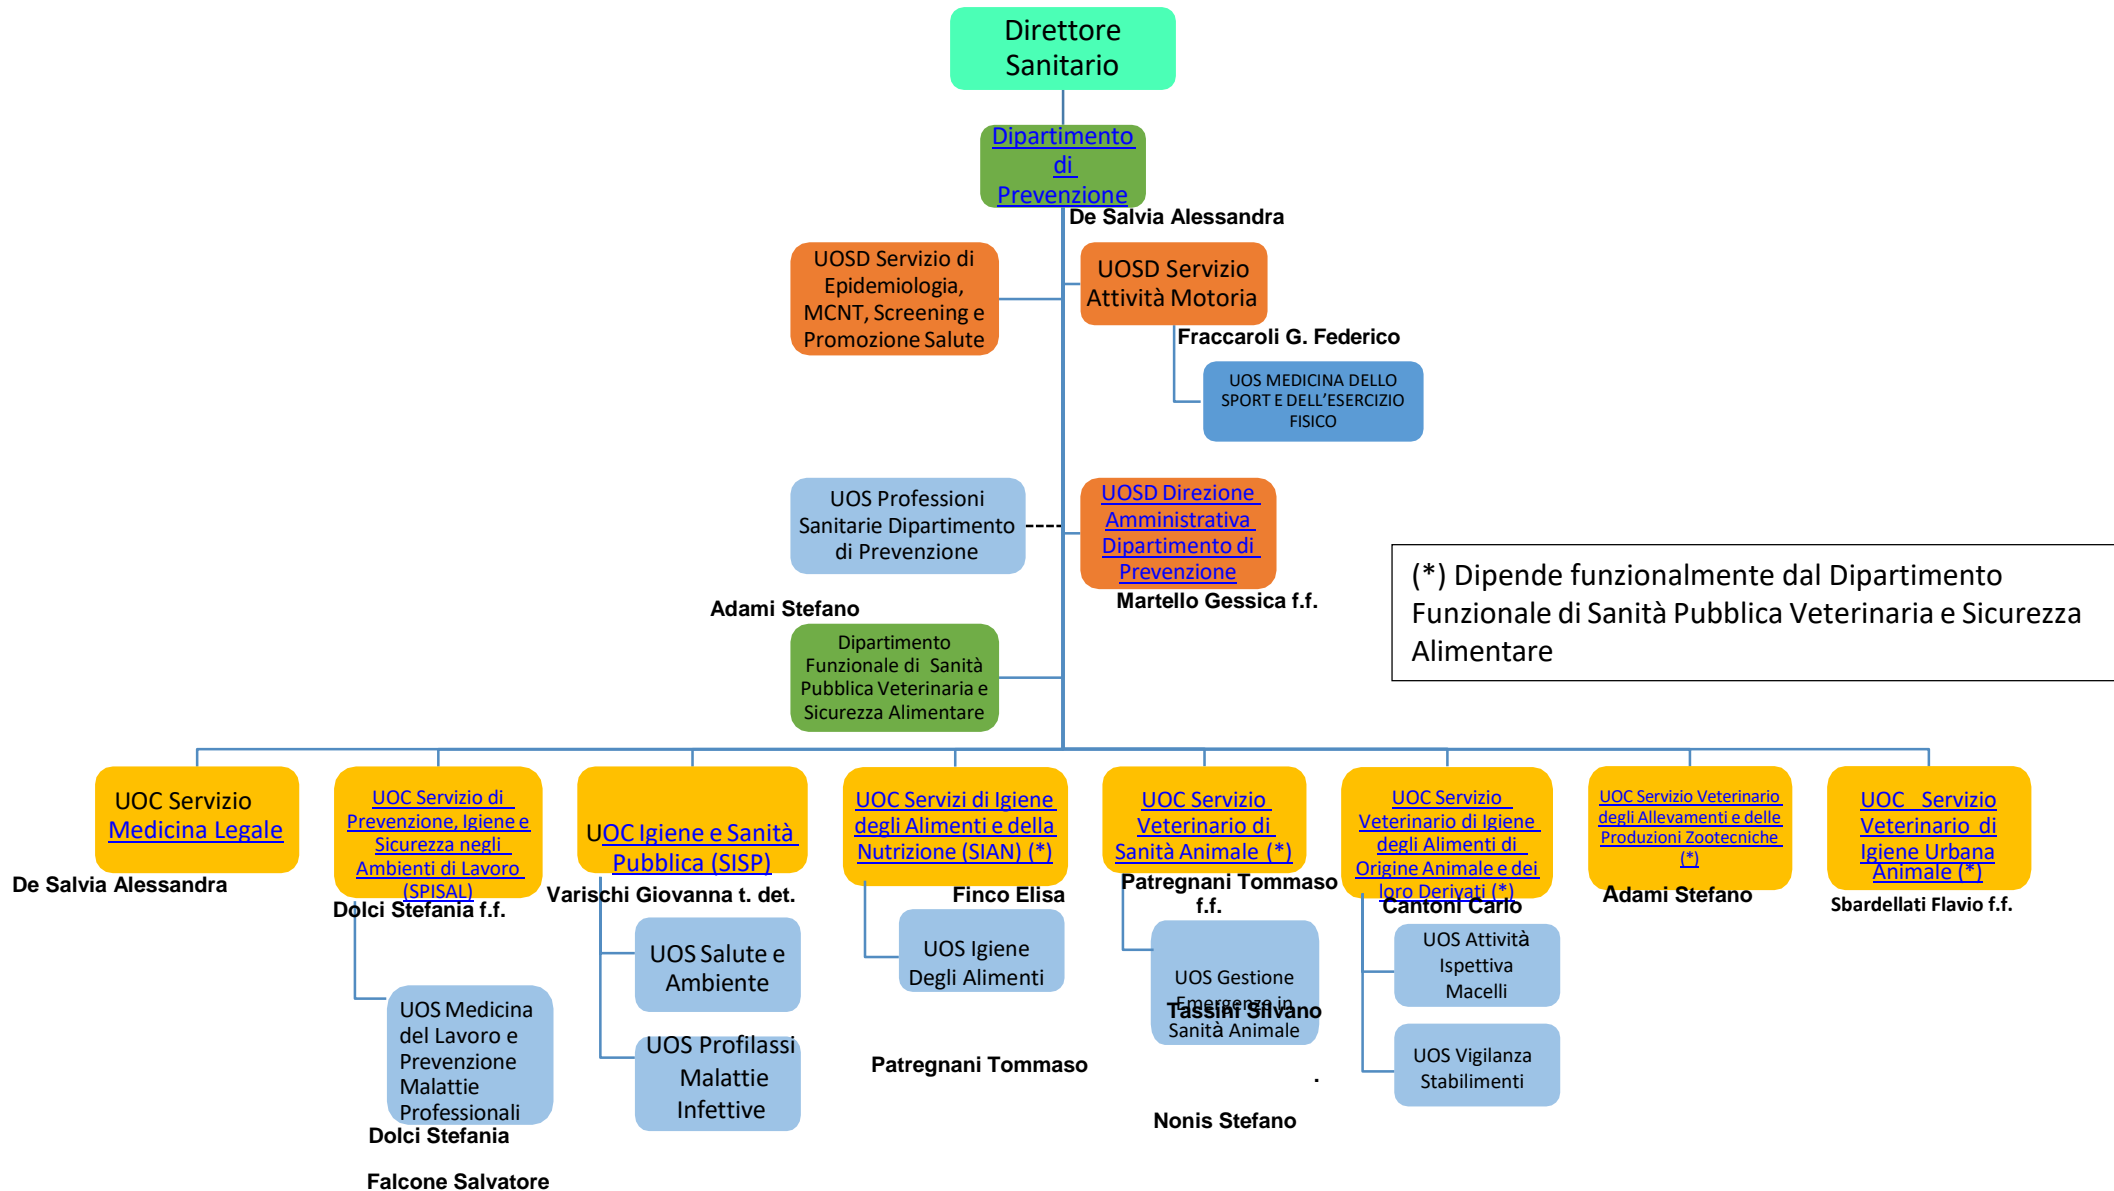 Direttore
Sanitario
Dipartimento
di
Prevenzione
De Salvia Alessandra
UOSD Servizio di
Epidemiologia,
MCNT, Screening e
Promozione Salute
UOSD Servizio
Attività Motoria
Fraccaroli G. Federico
UOS MEDICINA DELLO
SPORT E DELL'ESERCIZIO
FISICO
UOS Professioni
Sanitarie Dipartimento
di Prevenzione
UOSD Direzione
Amministrativa
Dipartimento di
Prevenzione
Martello Gessica f.f.
(*) Dipende funzionalmente dal Dipartimento
Funzionale di Sanità Pubblica Veterinaria e Sicurezza
Alimentare
Adami Stefano
Dipartimento
Funzionale di Sanità
Pubblica Veterinaria e
Sicurezza Alimentare
UOC Servizio
Medicina Legale
De Salvia Alessandra
UOC Servizio di
Prevenzione, Igiene e
Sicurezza negli
Ambienti di Lavoro
(SPISAL)
Dolci Stefania f.f.
UOC Igiene e Sanità
Pubblica (SISP)
Varischi Giovanna t. det.
UOC Servizi di Igiene
degli Alimenti e della
Nutrizione (SIAN) (*)
Finco Elisa
UOC Servizio
Veterinario di
Sanità Animale (*)
Patregnani Tommaso
f.f.
UOC Servizio
Veterinario di Igiene
degli Alimenti di
Origine Animale e dei
loro Derivati (*)
Cantoni Carlo
UOC Servizio Veterinario
degli Allevamenti e delle
Produzioni Zootecniche
(*)
Adami Stefano
UOC Servizio
Veterinario di
Igiene Urbana
Animale (*)
Sbardellati Flavio f.f.
UOS Medicina
del Lavoro e
Prevenzione
Malattie
Professionali
Dolci Stefania
Falcone Salvatore
UOS Salute e
Ambiente
UOS Profilassi
Malattie
Infettive
UOS Igiene
Degli Alimenti
Patregnani Tommaso
UOS Gestione
Emergenze in
Sanità Animale
Tassini Silvano
.
Nonis Stefano
UOS Attività
Ispettiva
Macelli
UOS Vigilanza
Stabilimenti